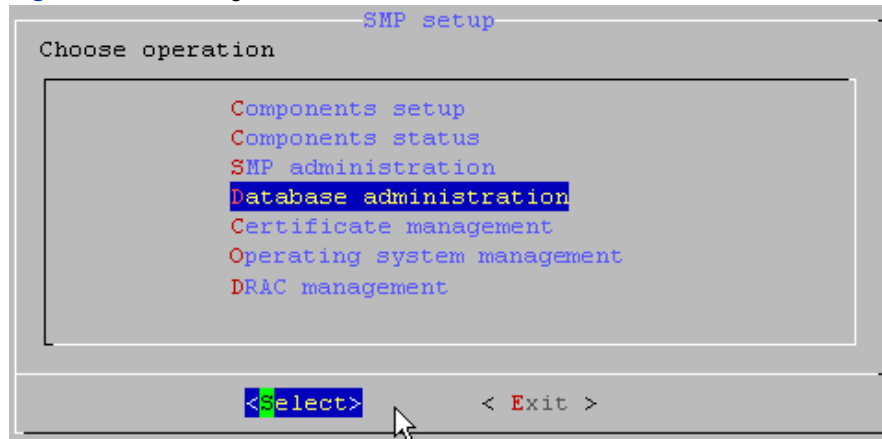 SMP setup
Choose operation
Components setup
Components status
SMP administration
Database administration
Certificate management
Operating system management
DRAC management
<Select> < Exit >